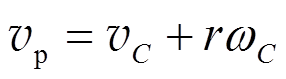 v_p = v_C + rω_C